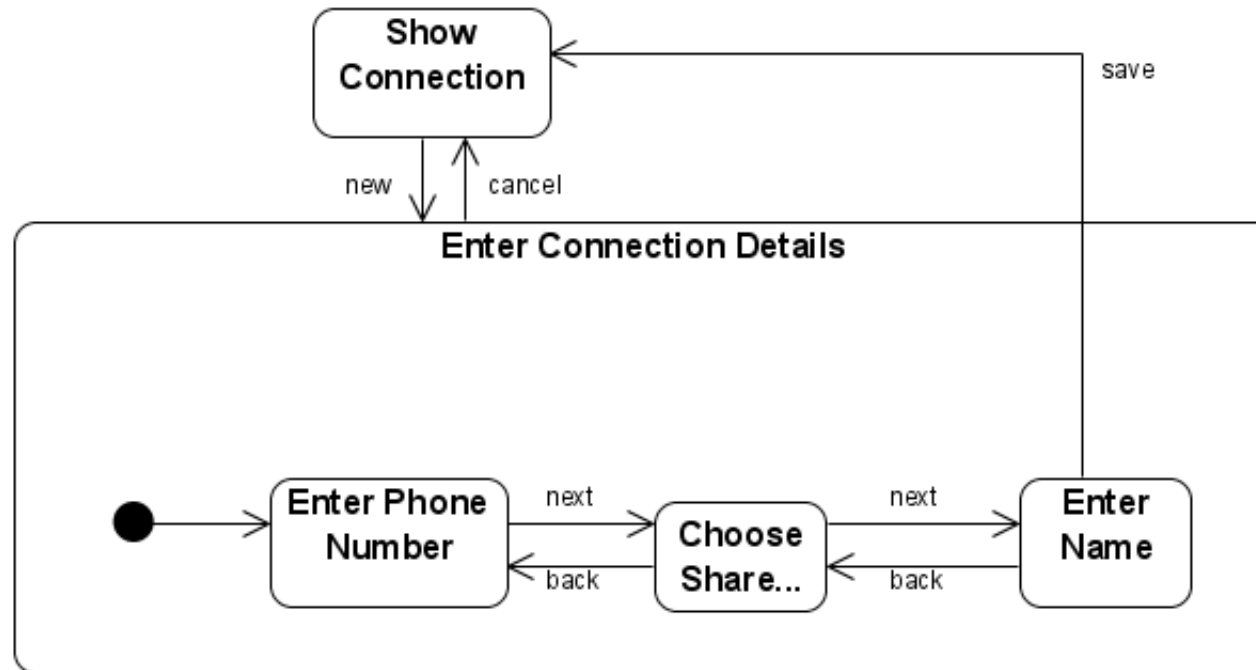 Show
Connection
save
new
cancel
Enter Connection Details
Enter Phone
Number
next
back
Choose
Share...
next
back
Enter
Name